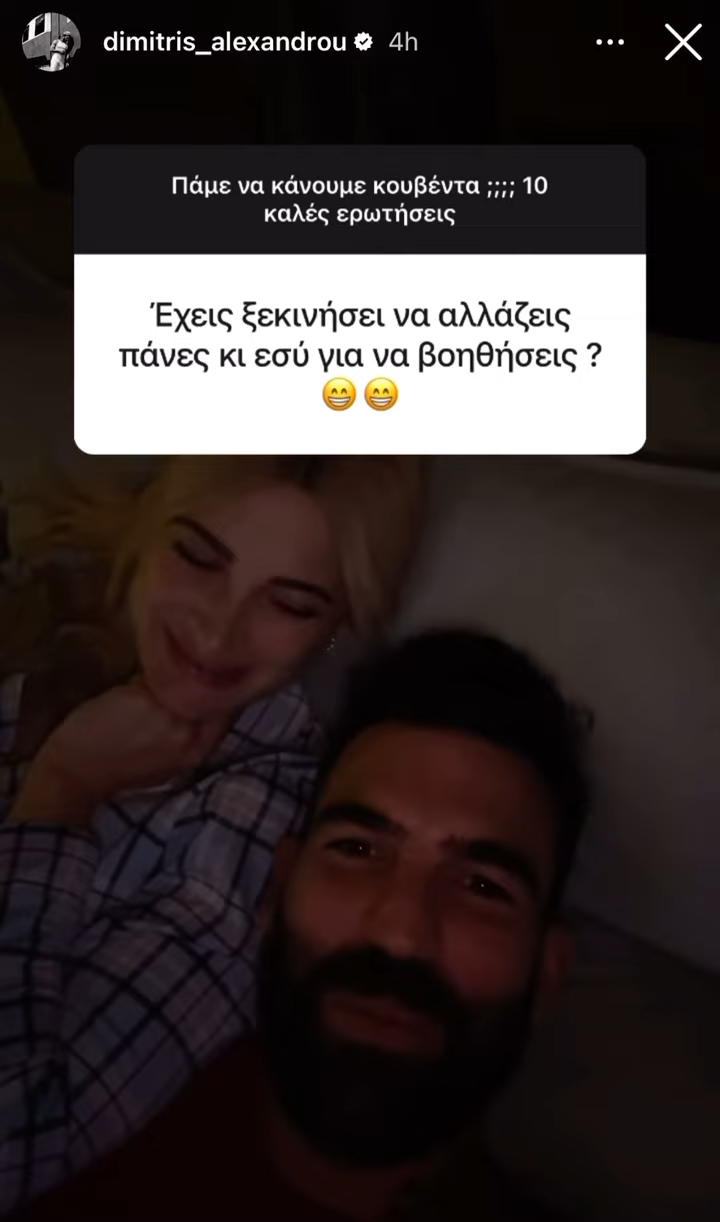 dimitris_alexandrou 4h
Πάμε να κάνουμε κουβέντα ;;;; 10
καλές ερωτήσεις
Έχεις ξεκινήσει να αλλάζεις
πάνες κι εσύ για να βοηθήσεις ?
😁😁